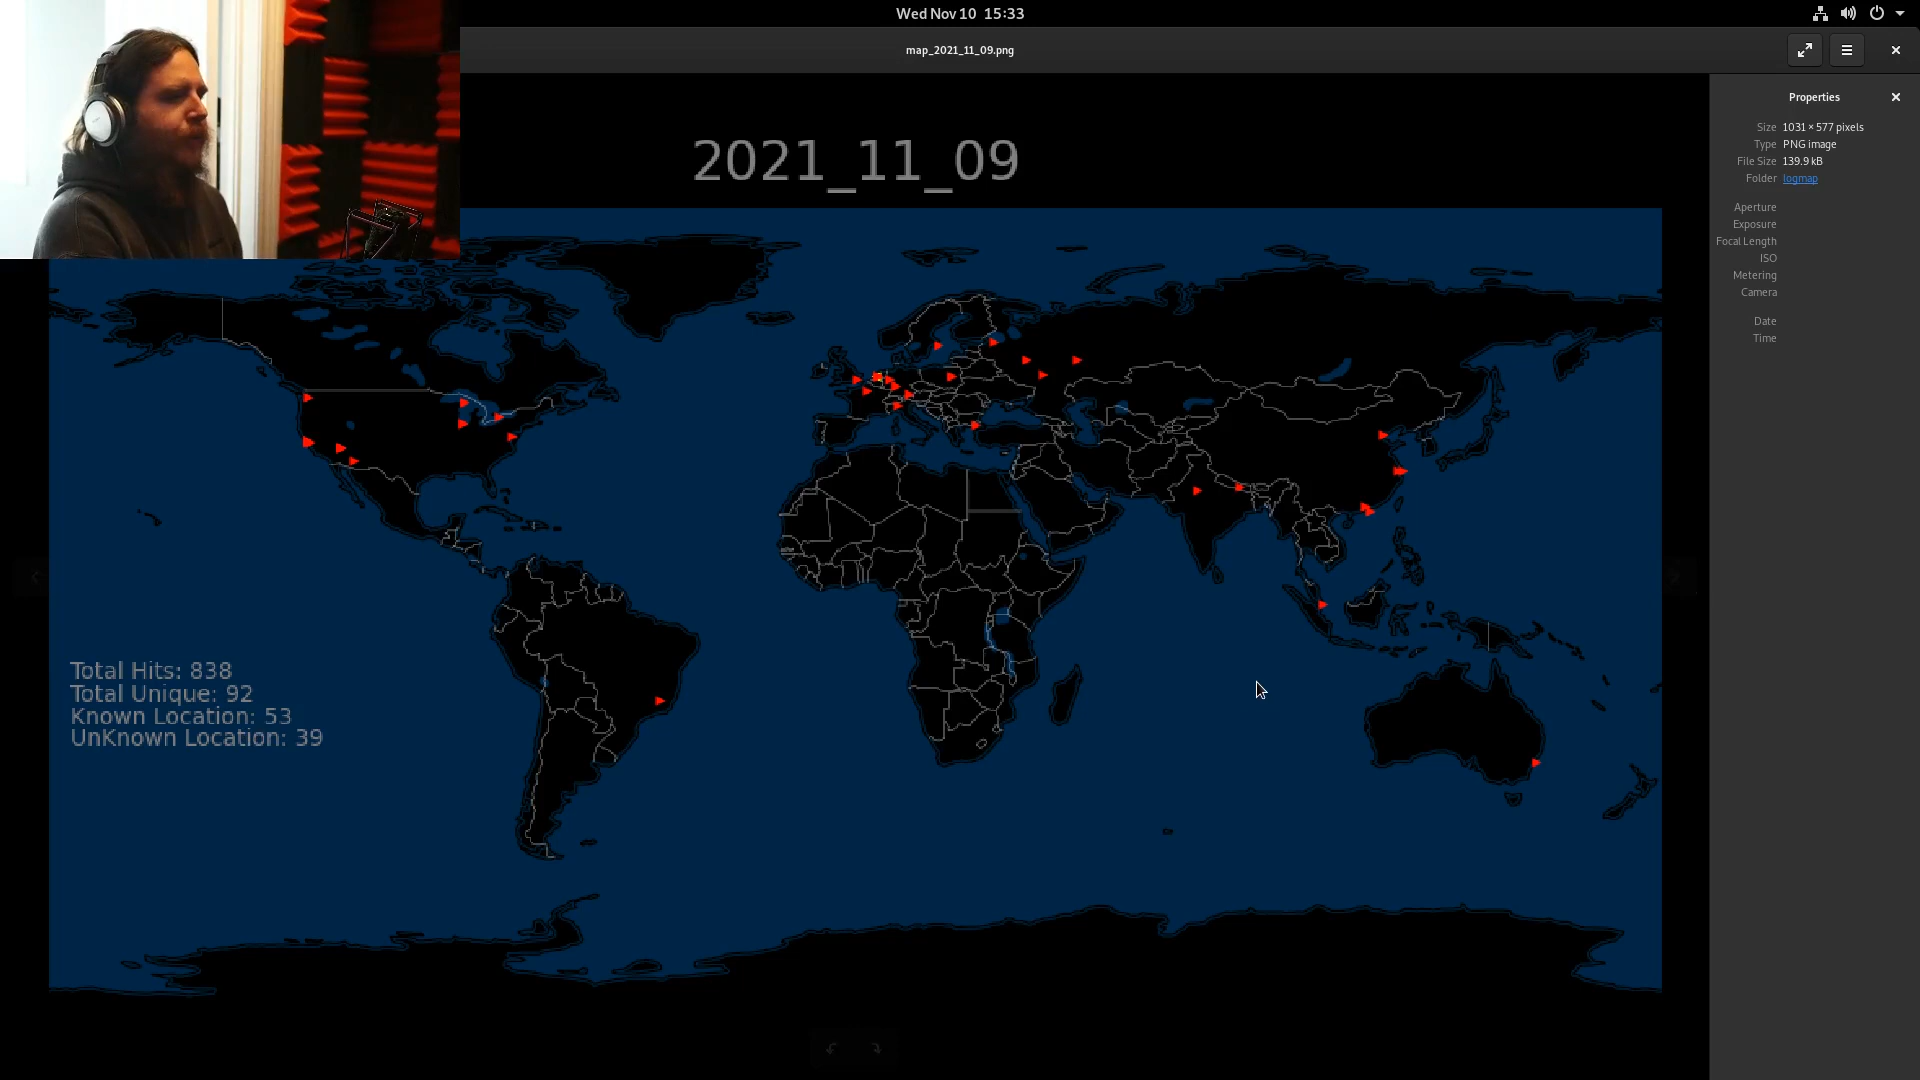 Wed Nov 10 15:33
map_2021_11_09.png
Properties
Size 1031 × 577 pixels
Type PNG image
File Size 139.9 kB
Folder logmap
Aperture
Exposure
Focal Length
ISO
Metering
Camera
Date
Time
2021_11_09
Total Hits: 838
Total Unique: 92
Known Location: 53
UnKnown Location: 39